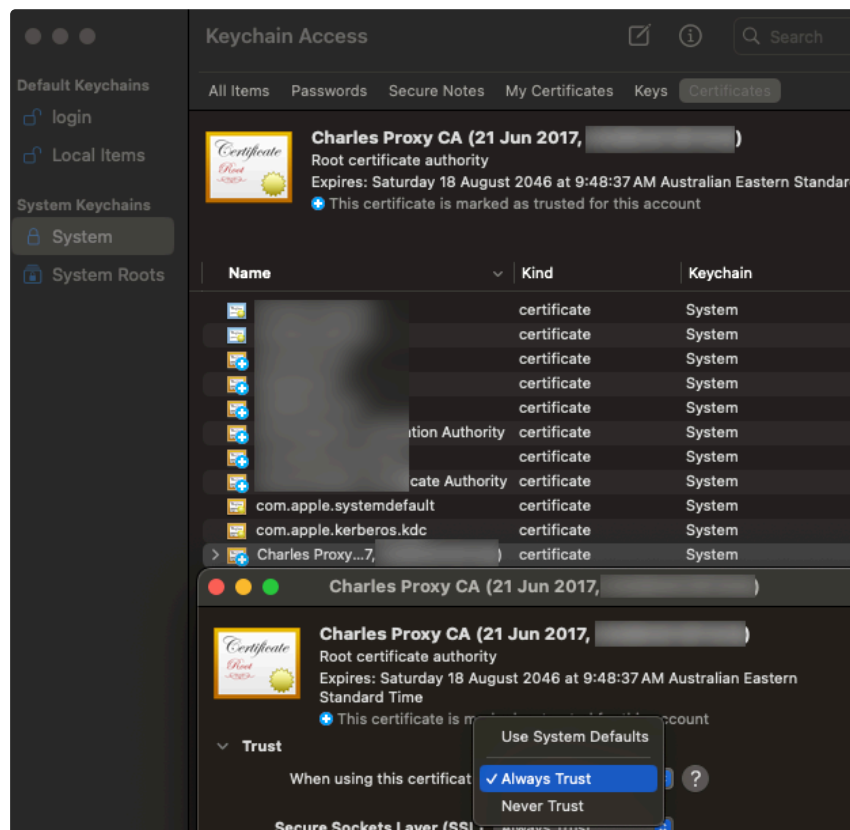 Keychain Access
Search
Default Keychains
login
Local Items
System Keychains
System
System Roots
All Items Passwords Secure Notes My Certificates Keys Certificates
Certificate
Root
Charles Proxy CA (21 Jun 2017, )
Root certificate authority
Expires: Saturday 18 August 2046 at 9:48:37 AM Australian Eastern Standar
This certificate is marked as trusted for this account
Name Kind Keychain
certificate System
certificate System
certificate System
certificate System
certificate System
tion Authority certificate System
certificate System
cate Authority certificate System
com.apple.systemdefault certificate System
com.apple.kerberos.kdc certificate System
Charles Proxy...7, ) certificate System
Charles Proxy CA (21 Jun 2017, )
Certificate
Root
Charles Proxy CA (21 Jun 2017, )
Root certificate authority
Expires: Saturday 18 August 2046 at 9:48:37 AM Australian Eastern
Standard Time
This certificate is m ccount
Trust
When using this certificat
Use System Defaults
✓ Always Trust
Never Trust
?
Secure Sockets Layer (SSL) Always Trust